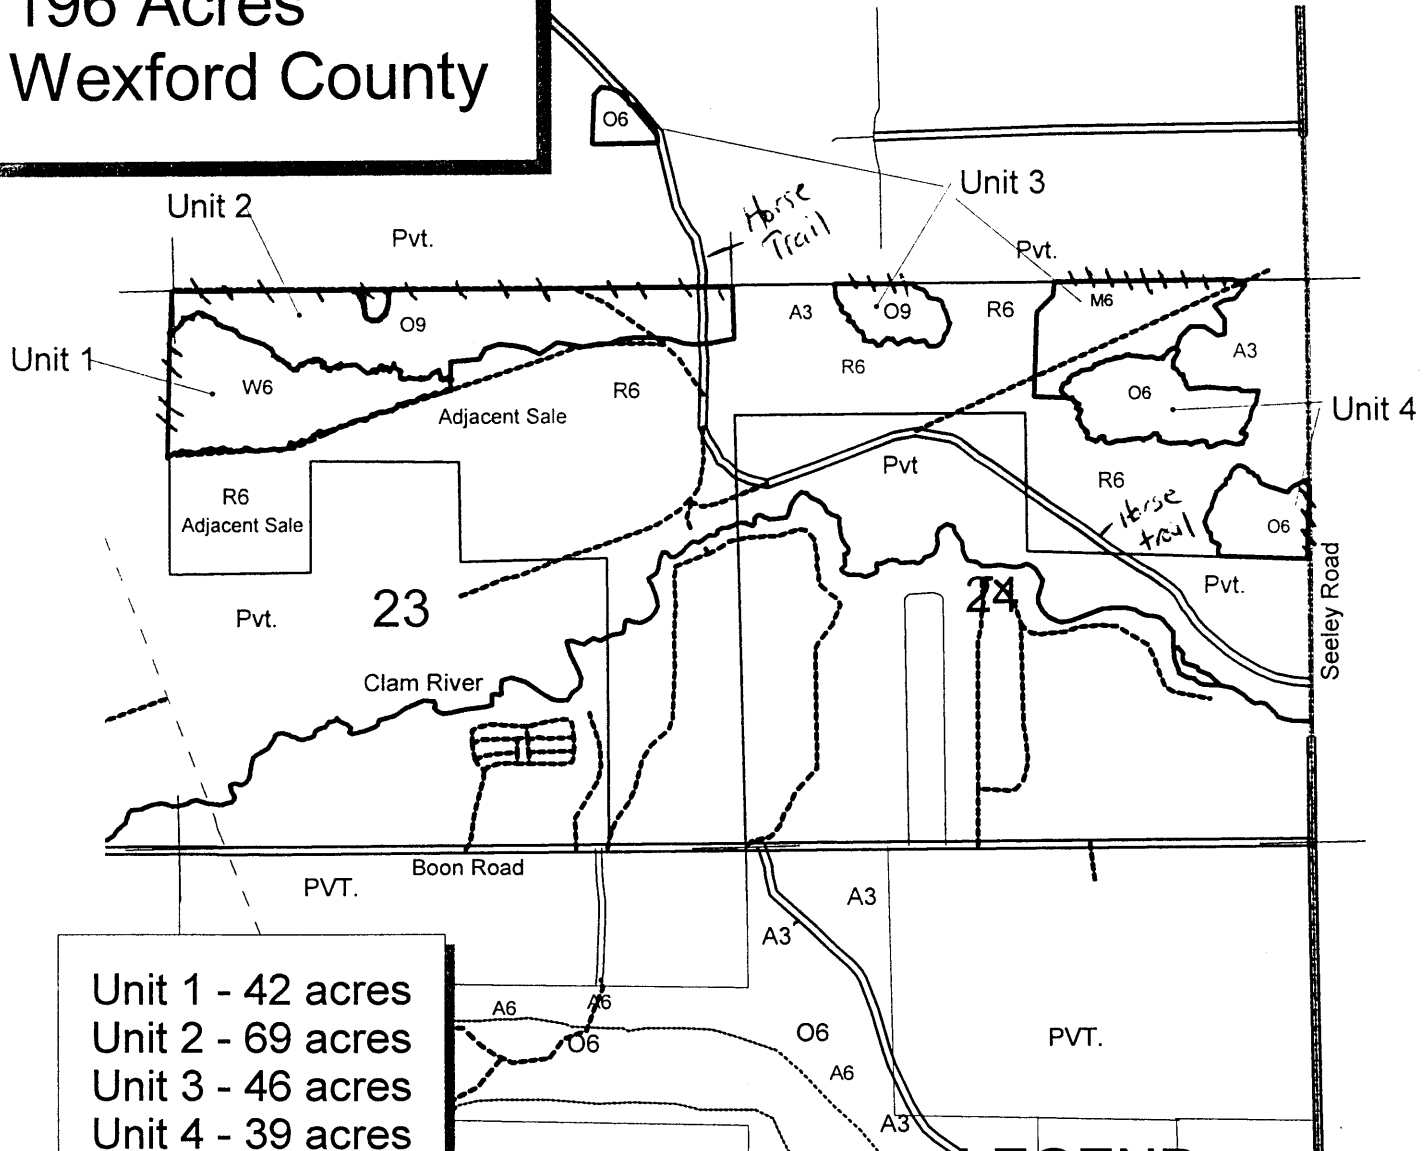 196 Acres
Wexford County
O6
Unit 3
Unit 2
Horse
Trail
Pvt.
Pvt.
O9
A3
O9
R6
M6
Unit 1
W6
R6
R6
A3
O6
Adjacent Sale
Unit 4
Pvt
R6
R6
Adjacent Sale
Horse
trail
O6
Seeley Road
Pvt.
23
24
Pvt.
Clam River
Boon Road
PVT.
A3
A3
Unit 1 - 42 acres
Unit 2 - 69 acres
Unit 3 - 46 acres
Unit 4 - 39 acres
A6
A6
O6
O6
A6
PVT.
A3
LEGEND